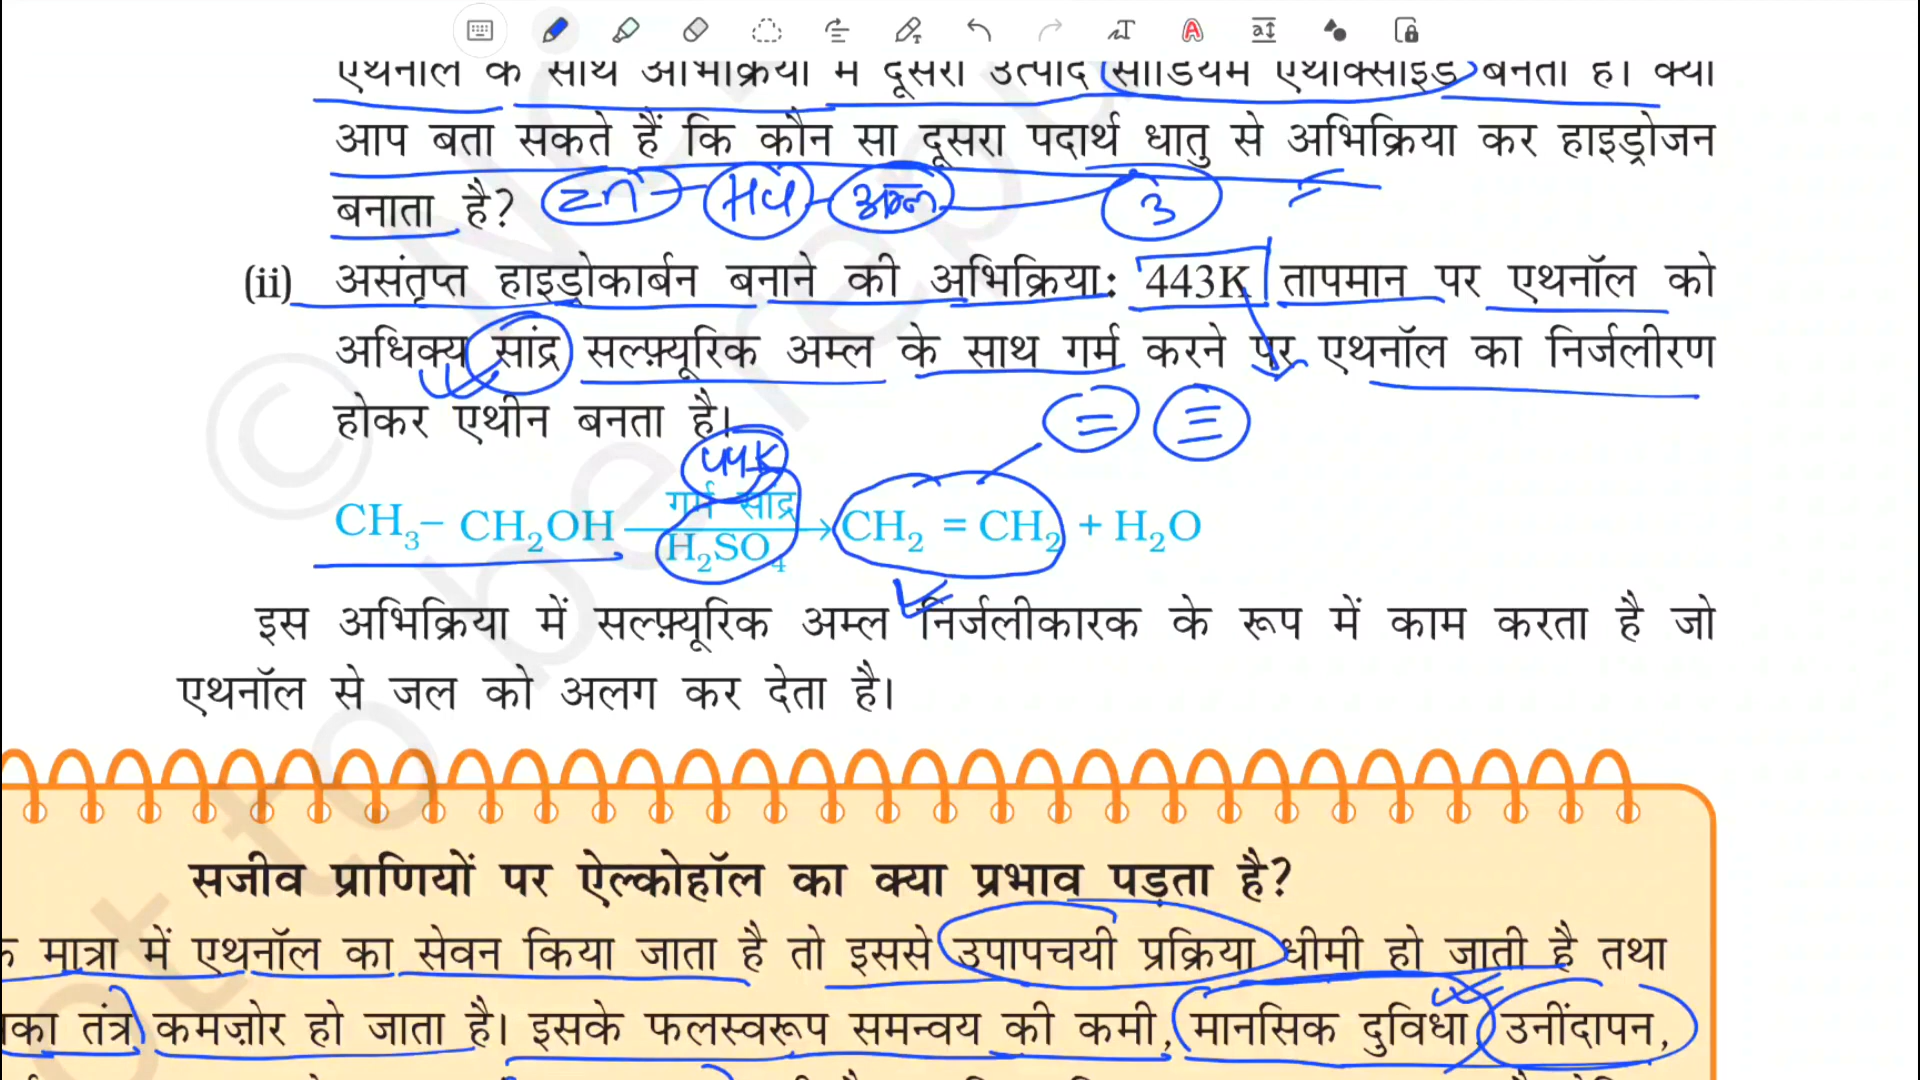 एथनॉल के साथ अभिक्रिया में दूसरा उत्पाद सोडियम एथॉक्साइड बनता है। क्या
आप बता सकते हैं कि कौन सा दूसरा पदार्थ धातु से अभिक्रिया कर हाइड्रोजन
बनाता है? Zn अम्ल 3
(ii) असंतृप्त हाइड्रोकार्बन बनाने की अभिक्रिया: 443K तापमान पर एथनॉल को
अधिक्य सांद्र सल्फ़्यूरिक अम्ल के साथ गर्म करने पर एथनॉल का निर्जलीरण
होकर एथीन बनता है। = ≡
गर्म सांद्र
CH₃– CH₂OH ⟶ CH₂ = CH₂ + H₂O
H₂SO₄
इस अभिक्रिया में सल्फ़्यूरिक अम्ल निर्जलीकारक के रूप में काम करता है जो
एथनॉल से जल को अलग कर देता है।
सजीव प्राणियों पर ऐल्कोहॉल का क्या प्रभाव पड़ता है?
मात्रा में एथनॉल का सेवन किया जाता है तो इससे उपापचयी प्रक्रिया धीमी हो जाती है तथा
का तंत्र कमज़ोर हो जाता है। इसके फलस्वरूप समन्वय की कमी, मानसिक दुविधा, उनींदापन,